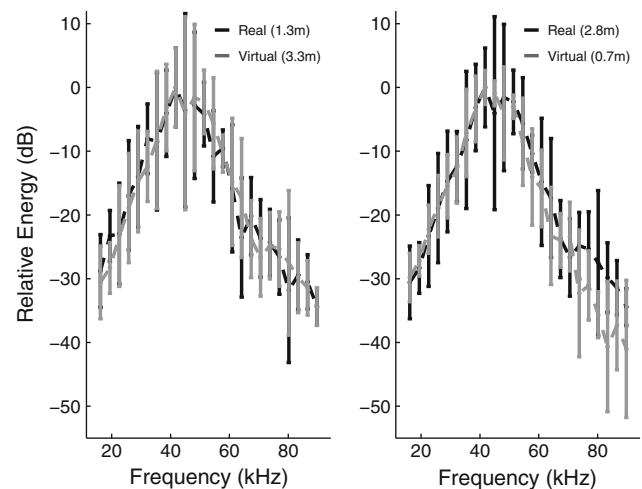 Real (1.3m)
Virtual (3.3m)
Real (2.8m)
Virtual (0.7m)
Relative Energy (dB)
10
0
−10
−20
−30
−40
−50
10
0
−10
−20
−30
−40
−50
20 40 60 80
20 40 60 80
Frequency (kHz)
Frequency (kHz)